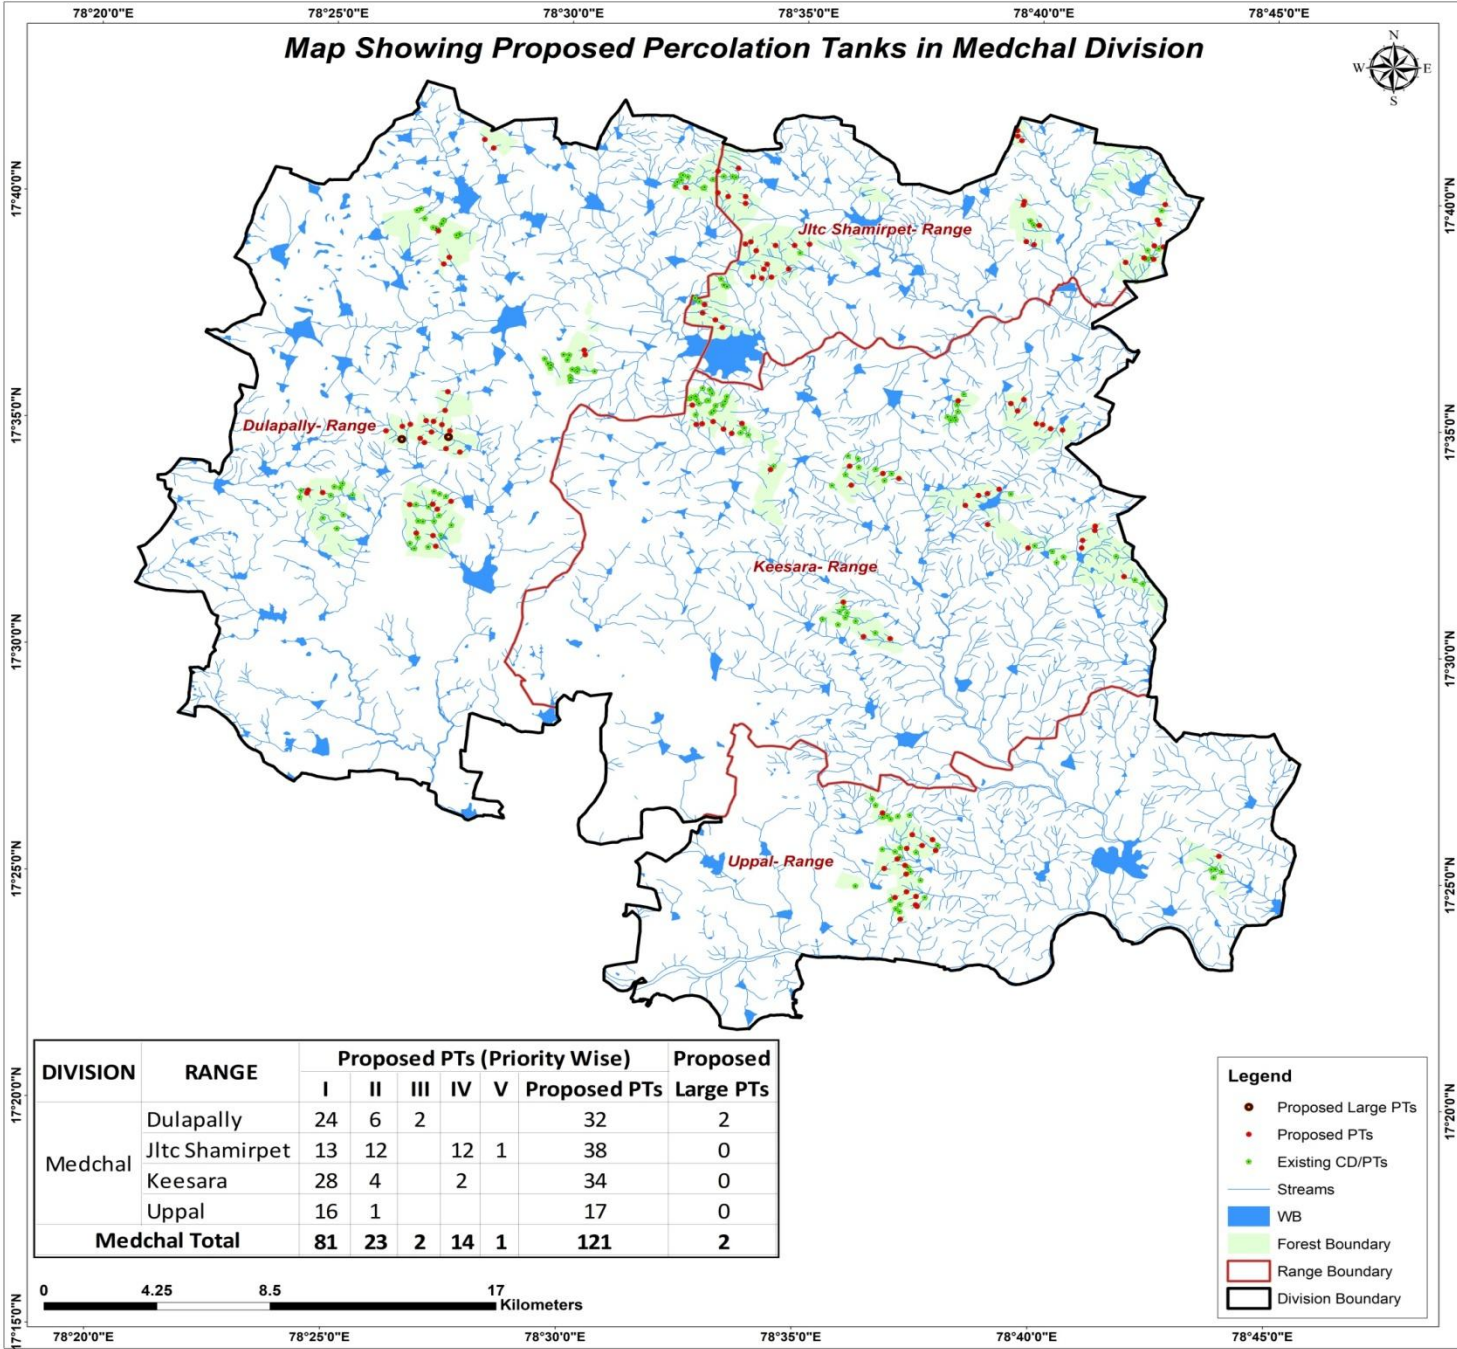 78°20'0"E 78°25'0"E 78°30'0"E 78°35'0"E 78°40'0"E 78°45'0"E
Map Showing Proposed Percolation Tanks in Medchal Division
N
W E
S
17°40'0"N 17°40'0"N
Jltc Shamirpet- Range
17°35'0"N 17°35'0"N
Dulapally- Range
Keesara- Range
17°30'0"N 17°30'0"N
Uppal- Range
17°25'0"N 17°25'0"N
DIVISION RANGE Proposed PTs (Priority Wise) Proposed Large PTs
I II III IV V Proposed PTs
Medchal
Dulapally 24 6 2 32 2
Jltc Shamirpet 13 12 12 1 38 0
Keesara 28 4 2 34 0
Uppal 16 1 17 0
Medchal Total 81 23 2 14 1 121 2
17°20'0"N 17°20'0"N
Legend
Proposed Large PTs
Proposed PTs
Existing CD/PTs
Streams
WB
Forest Boundary
Range Boundary
Division Boundary
0 4.25 8.5 17
Kilometers
17°15'0"N
78°20'0"E 78°25'0"E 78°30'0"E 78°35'0"E 78°40'0"E 78°45'0"E